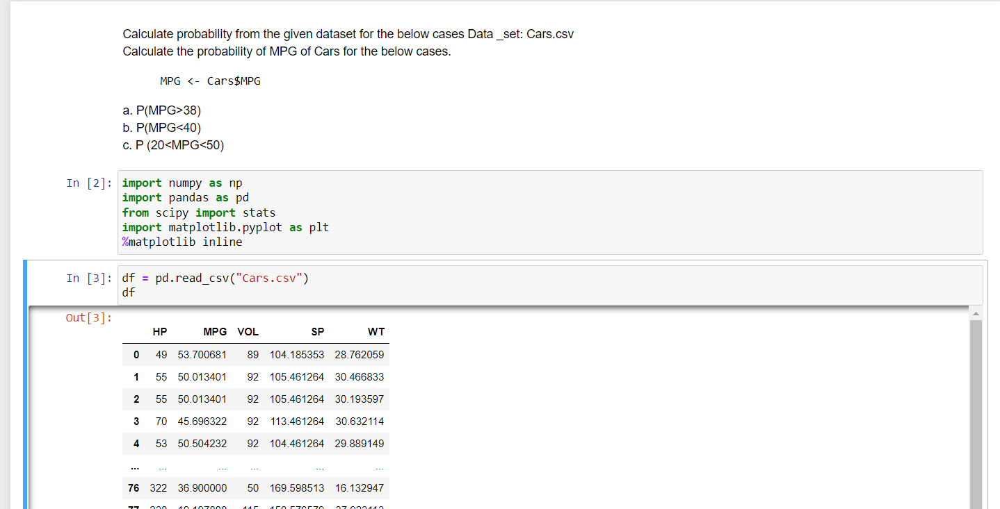 Calculate probability from the given dataset for the below cases Data _set: Cars.csv
Calculate the probability of MPG of Cars for the below cases.
MPG <- Cars$MPG
a. P(MPG>38)
b. P(MPG<40)
c. P (20<MPG<50)
In [2]: import numpy as np
import pandas as pd
from scipy import stats
import matplotlib.pyplot as plt
%matplotlib inline
In [3]: df = pd.read_csv("Cars.csv")
df
Out[3]:
HP MPG VOL SP WT
0 49 53.700681 89 104.185353 28.762059
1 55 50.013401 92 105.461264 30.466833
2 55 50.013401 92 105.461264 30.193597
3 70 45.696322 92 113.461264 30.632114
4 53 50.504232 92 104.461264 29.889149
... ... ... ... ... ...
76 322 36.900000 50 169.598513 16.132947
77